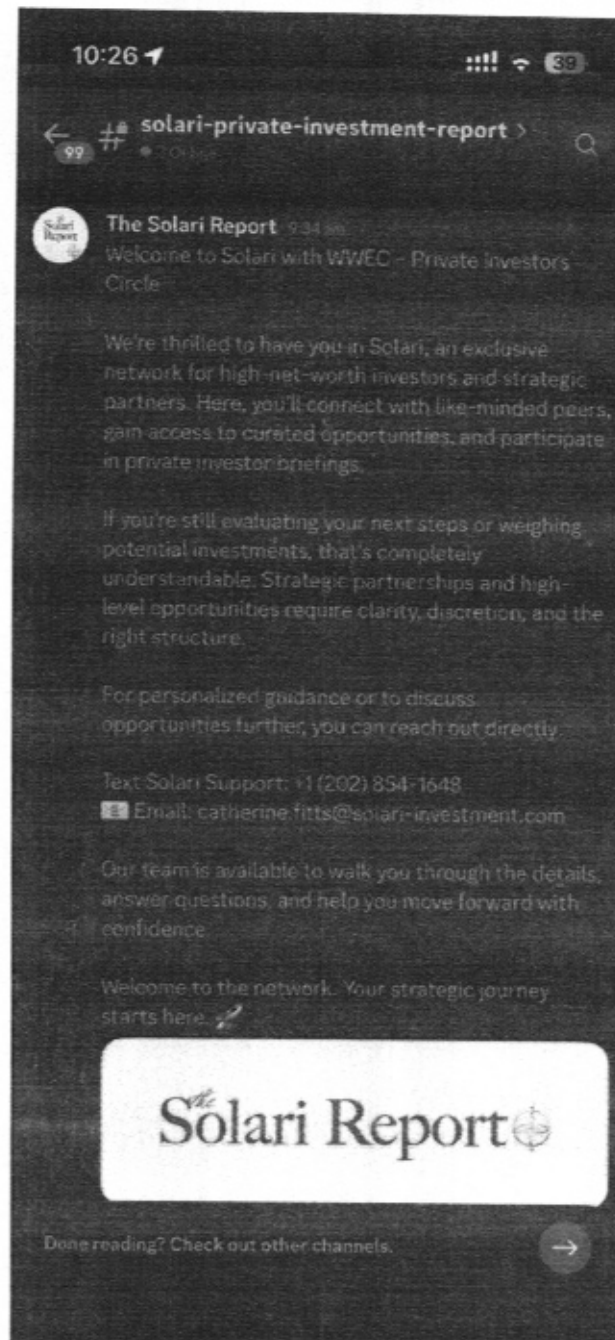 10:26
39
99
# solari-private-investment-report >
The Solari Report
The Solari Report 9:34
Welcome to Solari with WWEC – Private Investors
Circle
We're thrilled to have you in Solari, an exclusive
network for high-net-worth investors and strategic
partners. Here, you'll connect with like-minded peers,
gain access to curated opportunities, and participate
in private investor briefings.
If you're still evaluating your next steps or weighing
potential investments, that's completely
understandable. Strategic partnerships and high-
level opportunities require clarity, discretion, and the
right structure.
For personalized guidance or to discuss
opportunities further, you can reach out directly.
Text Solari Support: +1 (202) 854-1648
Email: catherine.fitts@solari-investment.com
Our team is available to walk you through the details,
answer questions, and help you move forward with
confidence
Welcome to the network. Your strategic journey
starts here.
The Solari Report
Done reading? Check out other channels.